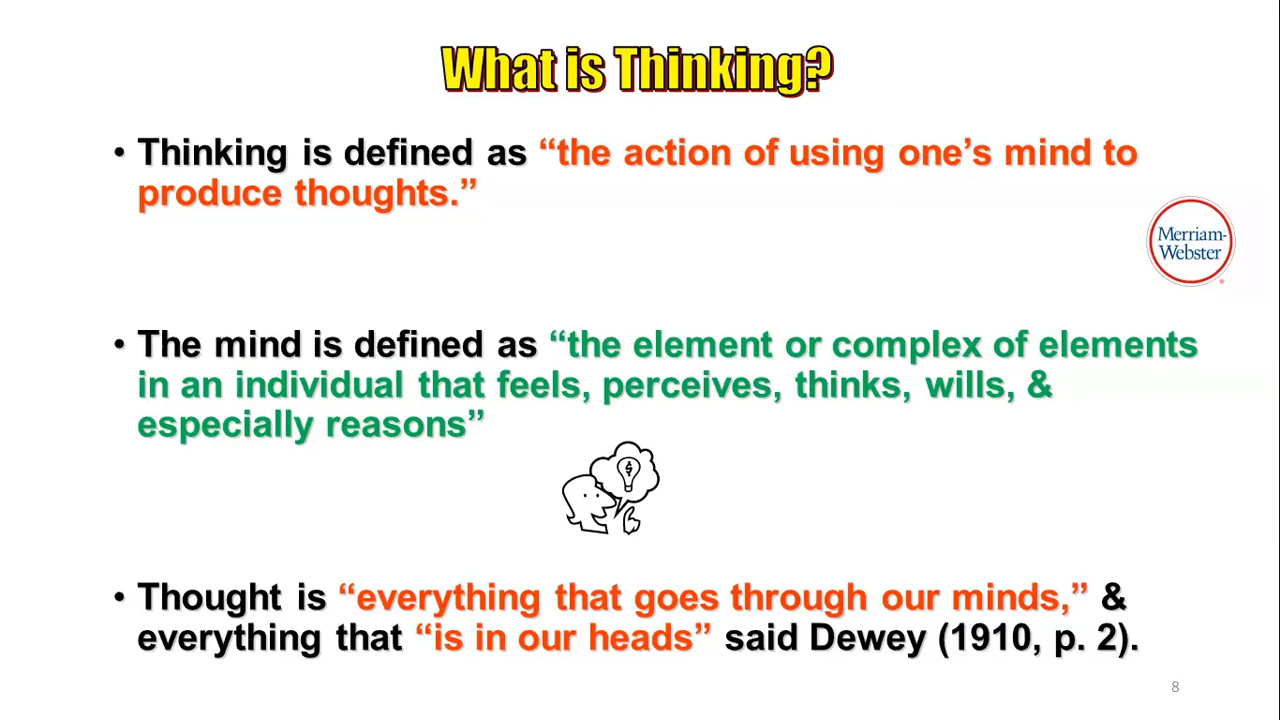 What is Thinking?
• Thinking is defined as “the action of using one’s mind to
produce thoughts.”
Merriam-
Webster
• The mind is defined as “the element or complex of elements
in an individual that feels, perceives, thinks, wills, &
especially reasons”
• Thought is “everything that goes through our minds,” &
everything that “is in our heads” said Dewey (1910, p. 2).
8